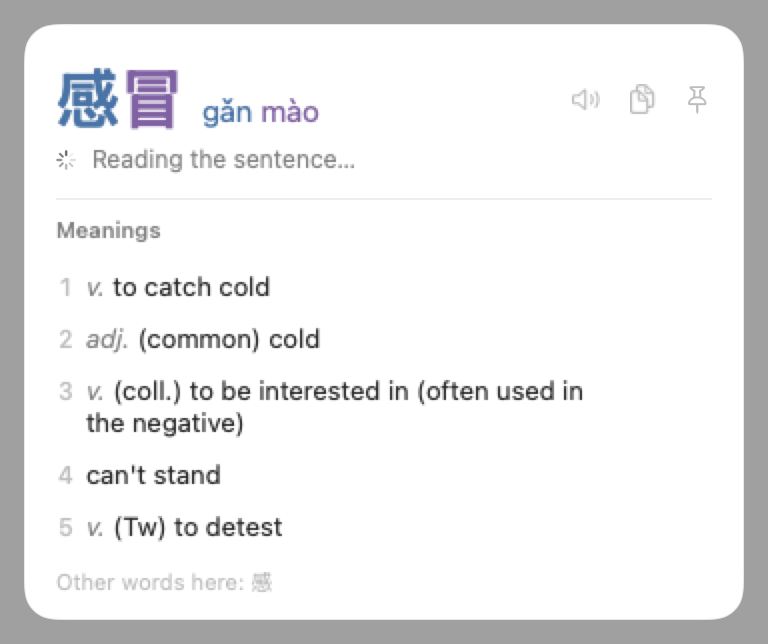 感冒 gǎn mào
Reading the sentence...
Meanings
1 v. to catch cold
2 adj. (common) cold
3 v. (coll.) to be interested in (often used in
the negative)
4 can't stand
5 v. (Tw) to detest
Other words here: 感